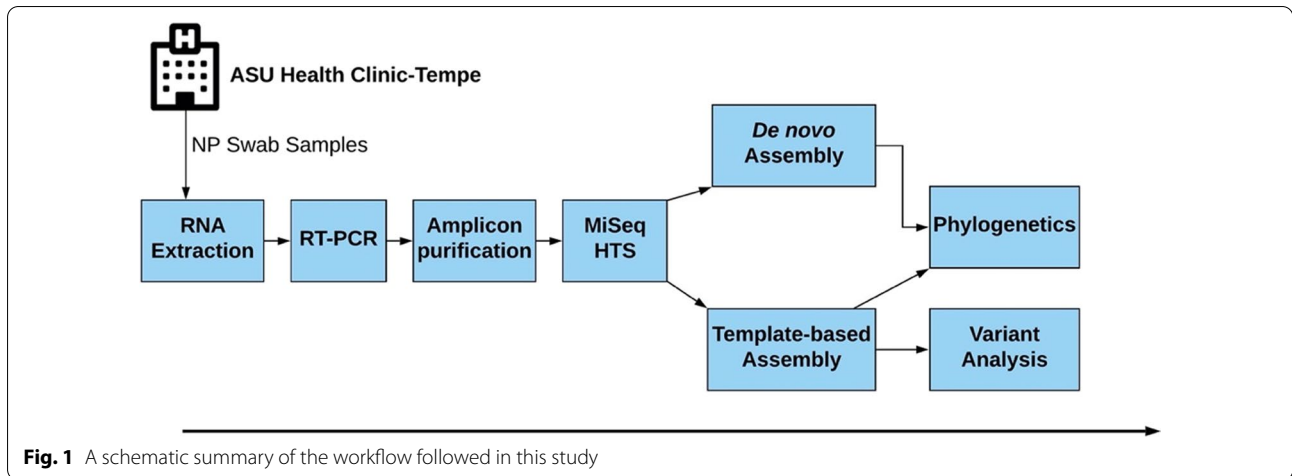 H
ASU Health Clinic-Tempe
NP Swab Samples
RNA
Extraction
RT-PCR
Amplicon
purification
MiSeq
HTS
De novo
Assembly
Template-based
Assembly
Phylogenetics
Variant
Analysis
Fig. 1 A schematic summary of the workflow followed in this study